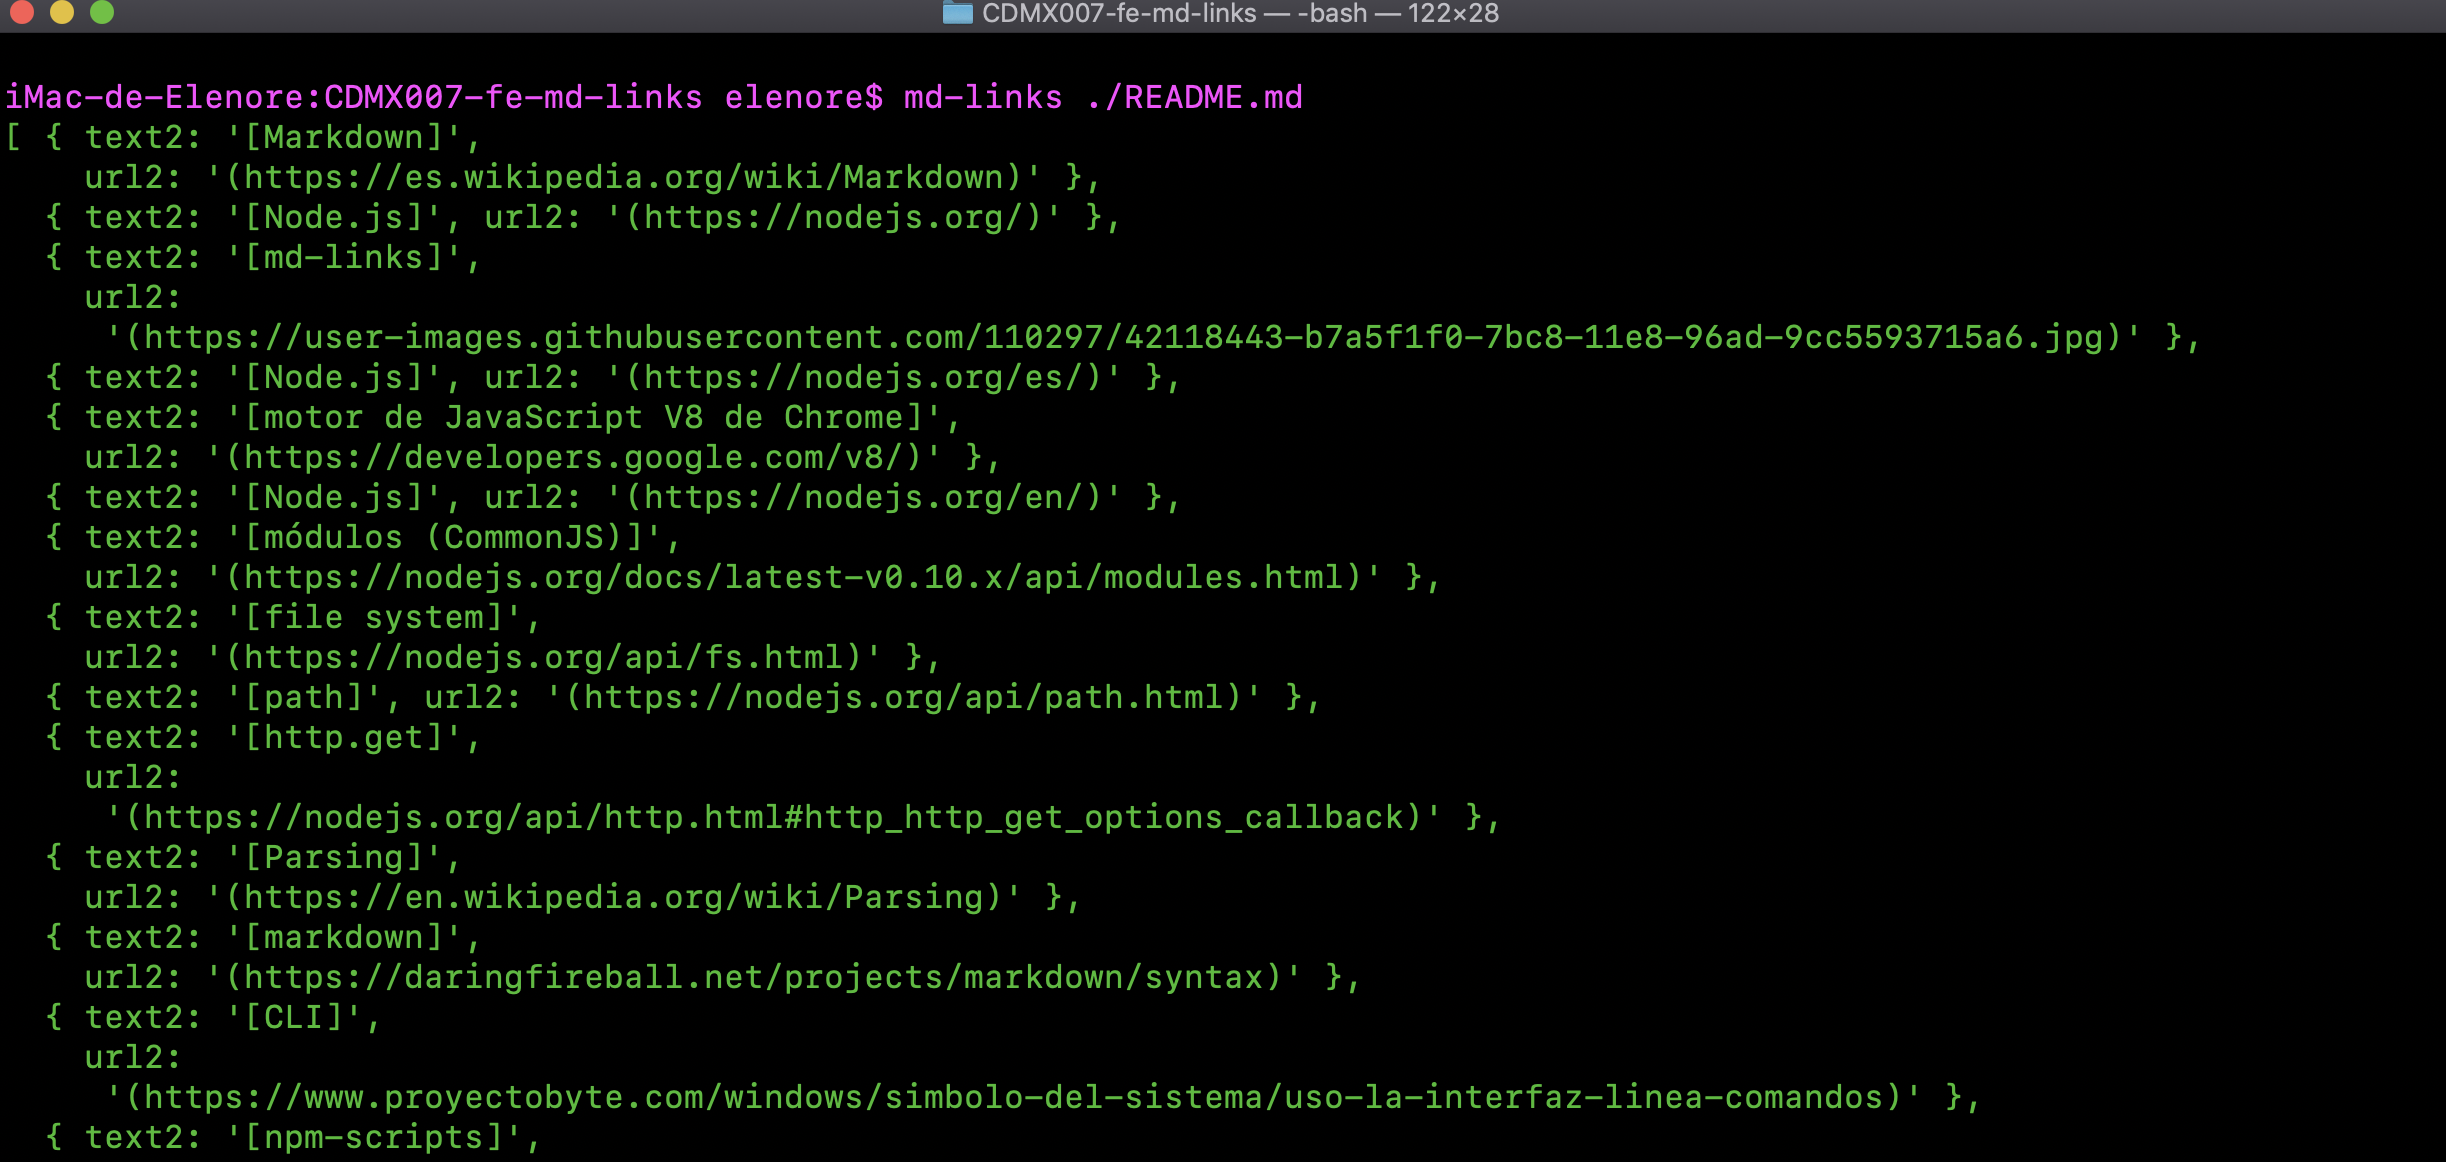 CDMX007-fe-md-links — -bash — 122×28
iMac-de-Elenore:CDMX007-fe-md-links elenore$ md-links ./README.md
[ { text2: '[Markdown]',
    url2: '(https://es.wikipedia.org/wiki/Markdown)' },
  { text2: '[Node.js]', url2: '(https://nodejs.org/)' },
  { text2: '[md-links]',
    url2:
     '(https://user-images.githubusercontent.com/110297/42118443-b7a5f1f0-7bc8-11e8-96ad-9cc5593715a6.jpg)' },
  { text2: '[Node.js]', url2: '(https://nodejs.org/es/)' },
  { text2: '[motor de JavaScript V8 de Chrome]',
    url2: '(https://developers.google.com/v8/)' },
  { text2: '[Node.js]', url2: '(https://nodejs.org/en/)' },
  { text2: '[módulos (CommonJS)]',
    url2: '(https://nodejs.org/docs/latest-v0.10.x/api/modules.html)' },
  { text2: '[file system]',
    url2: '(https://nodejs.org/api/fs.html)' },
  { text2: '[path]', url2: '(https://nodejs.org/api/path.html)' },
  { text2: '[http.get]',
    url2:
     '(https://nodejs.org/api/http.html#http_http_get_options_callback)' },
  { text2: '[Parsing]',
    url2: '(https://en.wikipedia.org/wiki/Parsing)' },
  { text2: '[markdown]',
    url2: '(https://daringfireball.net/projects/markdown/syntax)' },
  { text2: '[CLI]',
    url2:
     '(https://www.proyectobyte.com/windows/simbolo-del-sistema/uso-la-interfaz-linea-comandos)' },
  { text2: '[npm-scripts]',